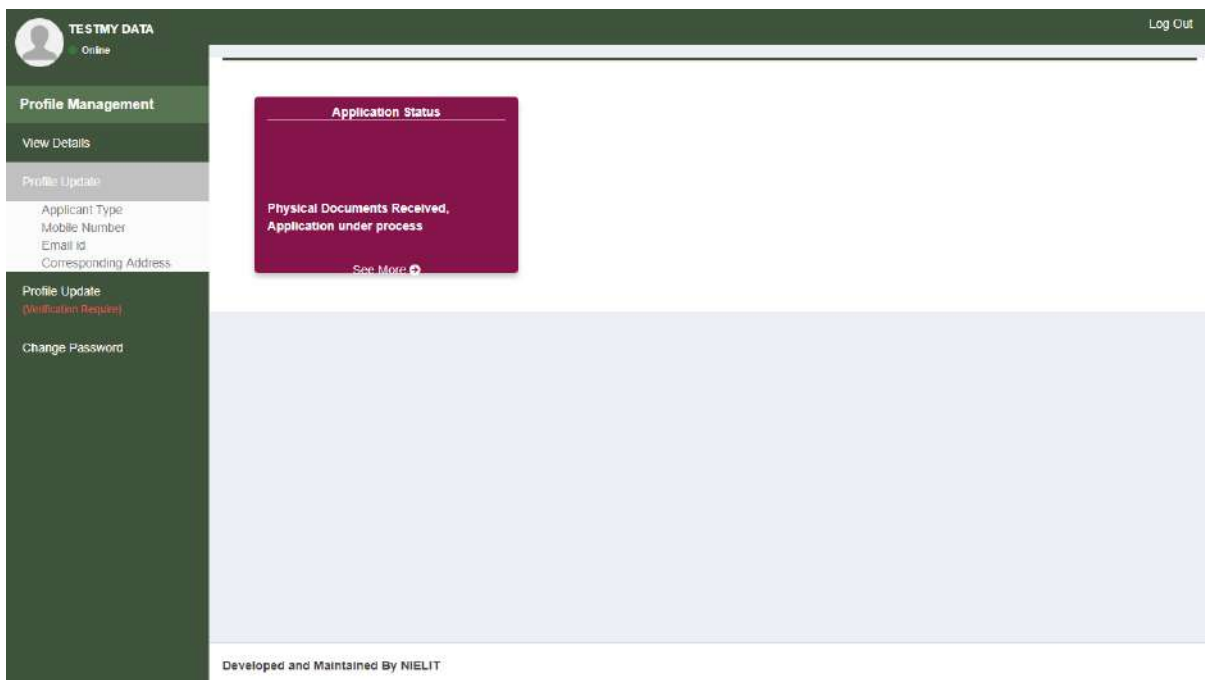 TESTMY DATA
Online
Log Out
Profile Management
View Details
Profile Update
Applicant Type
Mobile Number
Email Id
Corresponding Address
Profile Update
(Verification Require)
Change Password
Application Status
Physical Documents Received,
Application under process
See More
Developed and Maintained By NIELIT